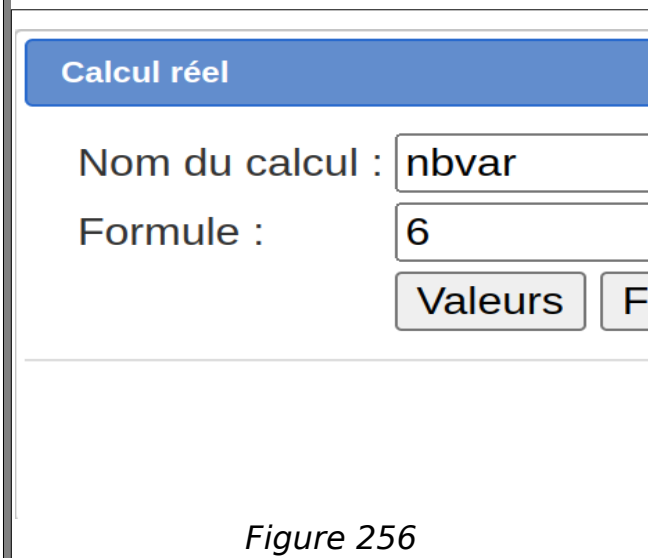 Calcul réel
Nom du calcul : nbvar
Formule : 6
Valeurs F
Figure 256